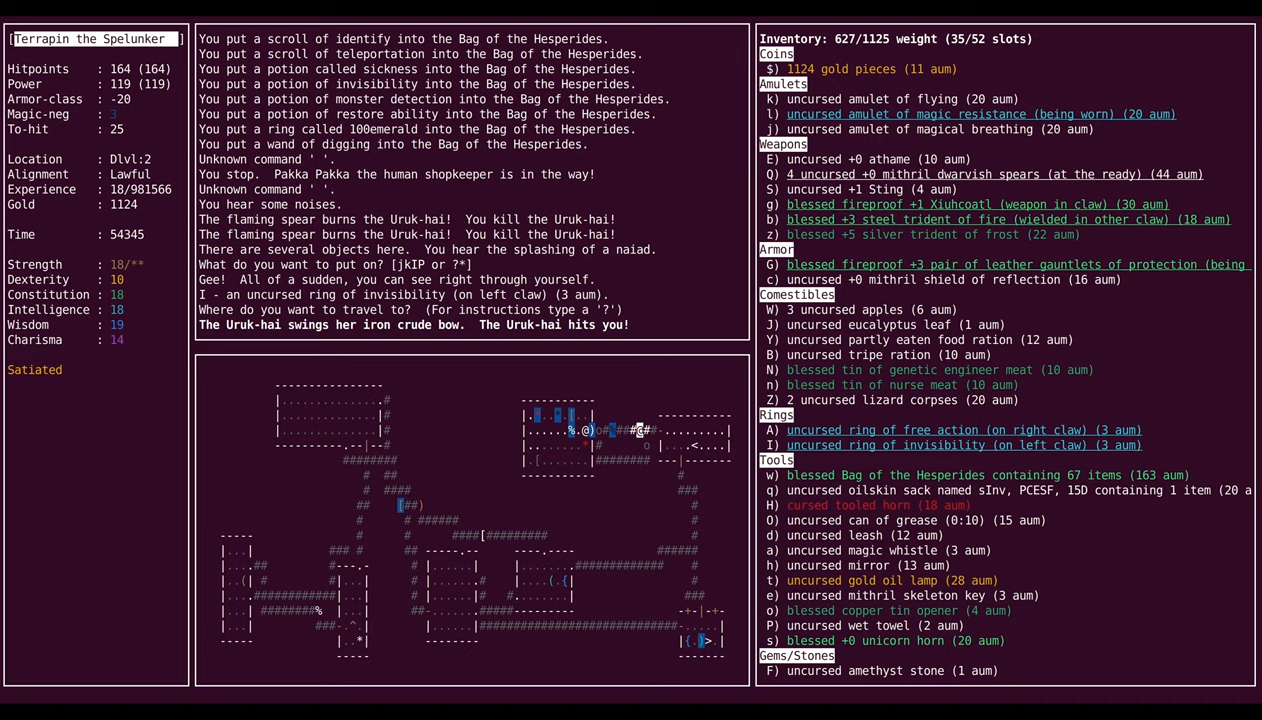 [Terrapin the Spelunker ]
Hitpoints : 164 (164)
Power : 119 (119)
Armor-class : -20
Magic-neg : 3
To-hit : 25
Location : Dlvl:2
Alignment : Lawful
Experience : 18/981566
Gold : 1124
Time : 54345
Strength : 18/**
Dexterity : 10
Constitution : 18
Intelligence : 18
Wisdom : 19
Charisma : 14
Satiated
You put a scroll of identify into the Bag of the Hesperides.
You put a scroll of teleportation into the Bag of the Hesperides.
You put a potion called sickness into the Bag of the Hesperides.
You put a potion of invisibility into the Bag of the Hesperides.
You put a potion of monster detection into the Bag of the Hesperides.
You put a potion of restore ability into the Bag of the Hesperides.
You put a ring called 100emerald into the Bag of the Hesperides.
You put a wand of digging into the Bag of the Hesperides.
Unknown command ' '.
You stop. Pakka Pakka the human shopkeeper is in the way!
Unknown command ' '.
You hear some noises.
The flaming spear burns the Uruk-hai! You kill the Uruk-hai!
The flaming spear burns the Uruk-hai! You kill the Uruk-hai!
There are several objects here. You hear the splashing of a naiad.
What do you want to put on? [jkIP or ?*]
Gee! All of a sudden, you can see right through yourself.
I - an uncursed ring of invisibility (on left claw) (3 aum).
Where do you want to travel to? (For instructions type a '?')
The Uruk-hai swings her iron crude bow. The Uruk-hai hits you!
Inventory: 627/1125 weight (35/52 slots)
Coins
$) 1124 gold pieces (11 aum)
Amulets
k) uncursed amulet of flying (20 aum)
l) uncursed amulet of magic resistance (being worn) (20 aum)
j) uncursed amulet of magical breathing (20 aum)
Weapons
E) uncursed +0 athame (10 aum)
Q) 4 uncursed +0 mithril dwarvish spears (at the ready) (44 aum)
S) uncursed +1 Sting (4 aum)
g) blessed fireproof +1 Xiuhcoatl (weapon in claw) (30 aum)
b) blessed +3 steel trident of fire (wielded in other claw) (18 aum)
z) blessed +5 silver trident of frost (22 aum)
Armor
G) blessed fireproof +3 pair of leather gauntlets of protection (being
c) uncursed +0 mithril shield of reflection (16 aum)
Comestibles
W) 3 uncursed apples (6 aum)
J) uncursed eucalyptus leaf (1 aum)
Y) uncursed partly eaten food ration (12 aum)
B) uncursed tripe ration (10 aum)
N) blessed tin of genetic engineer meat (10 aum)
n) blessed tin of nurse meat (10 aum)
Z) 2 uncursed lizard corpses (20 aum)
Rings
A) uncursed ring of free action (on right claw) (3 aum)
I) uncursed ring of invisibility (on left claw) (3 aum)
Tools
w) blessed Bag of the Hesperides containing 67 items (163 aum)
q) uncursed oilskin sack named sInv, PCESF, 15D containing 1 item (20 a
H) cursed tooled horn (18 aum)
O) uncursed can of grease (0:10) (15 aum)
d) uncursed leash (12 aum)
a) uncursed magic whistle (3 aum)
h) uncursed mirror (13 aum)
t) uncursed gold oil lamp (28 aum)
e) uncursed mithril skeleton key (3 aum)
o) blessed copper tin opener (4 aum)
P) uncursed wet towel (2 aum)
s) blessed +0 unicorn horn (20 aum)
Gems/Stones
F) uncursed amethyst stone (1 aum)